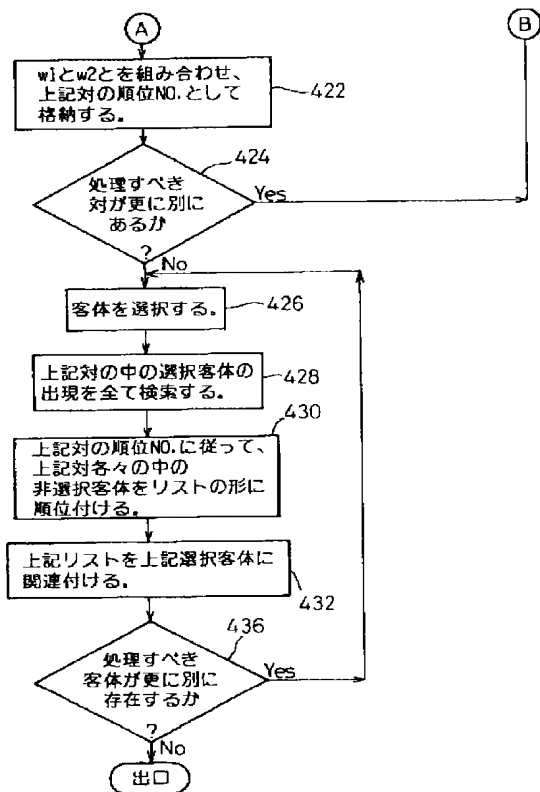 A
B
w1とw2とを組み合わせ、
上記対の順位NO.として
格納する。
422
424
処理すべき
対が更に別に
あるか
?
Yes
No
客体を選択する。
426
上記対の中の選択客体の
出現を全て検索する。
428
430
上記対の順位NO.に従って、
上記対各々の中の
非選択客体をリストの形に
順位付ける。
上記リストを上記選択客体に
関連付ける。
432
436
処理すべき
客体が更に別に
存在するか
?
Yes
No
出口